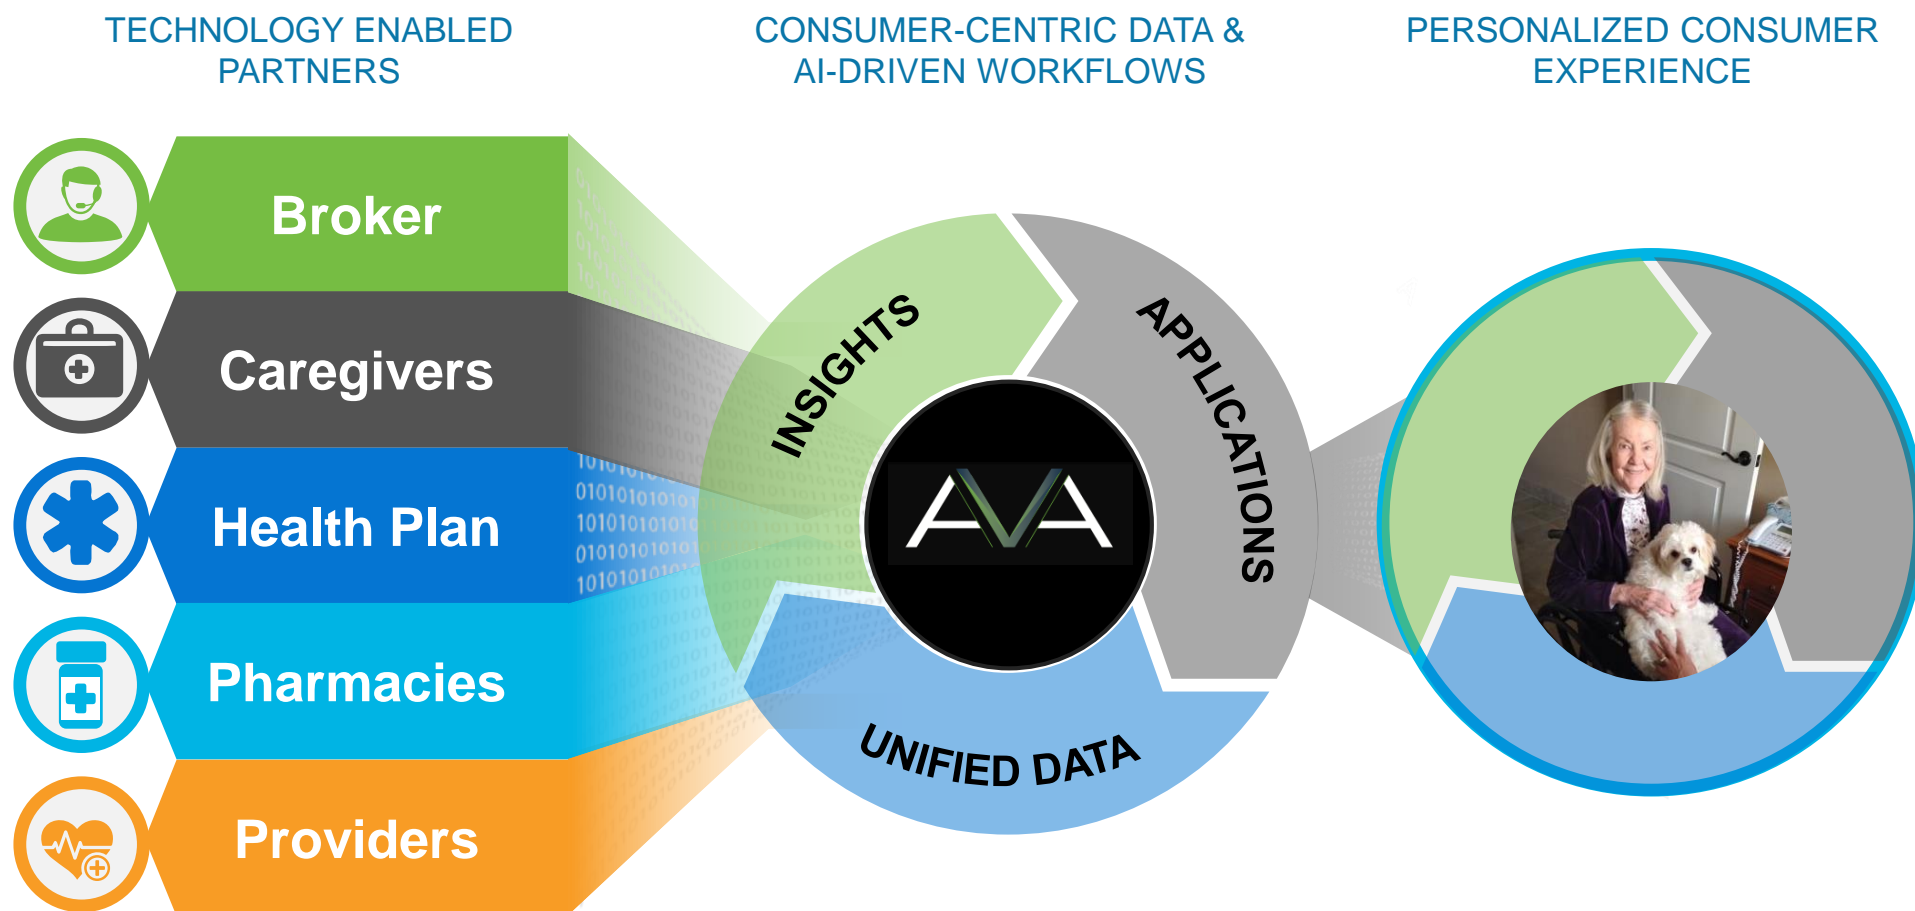 TECHNOLOGY ENABLED
PARTNERS
CONSUMER-CENTRIC DATA &
AI-DRIVEN WORKFLOWS
PERSONALIZED CONSUMER
EXPERIENCE
Broker
Caregivers
Health Plan
Pharmacies
Providers
INSIGHTS
APPLICATIONS
UNIFIED DATA
AVA